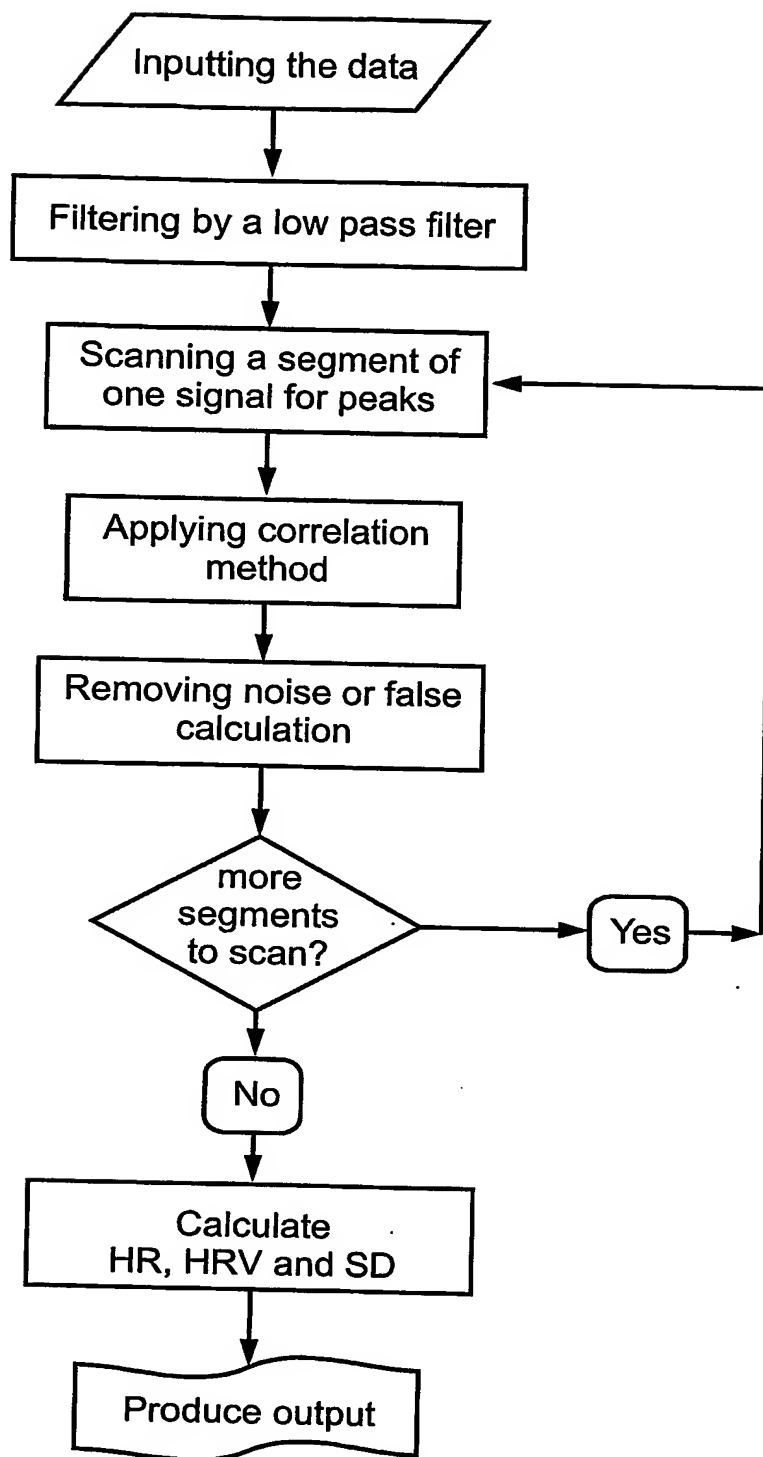 Inputting the data
Filtering by a low pass filter
Scanning a segment of
one signal for peaks
Applying correlation
method
Removing noise or false
calculation
more
segments
to scan?
Yes
No
Calculate
HR, HRV and SD
Produce output